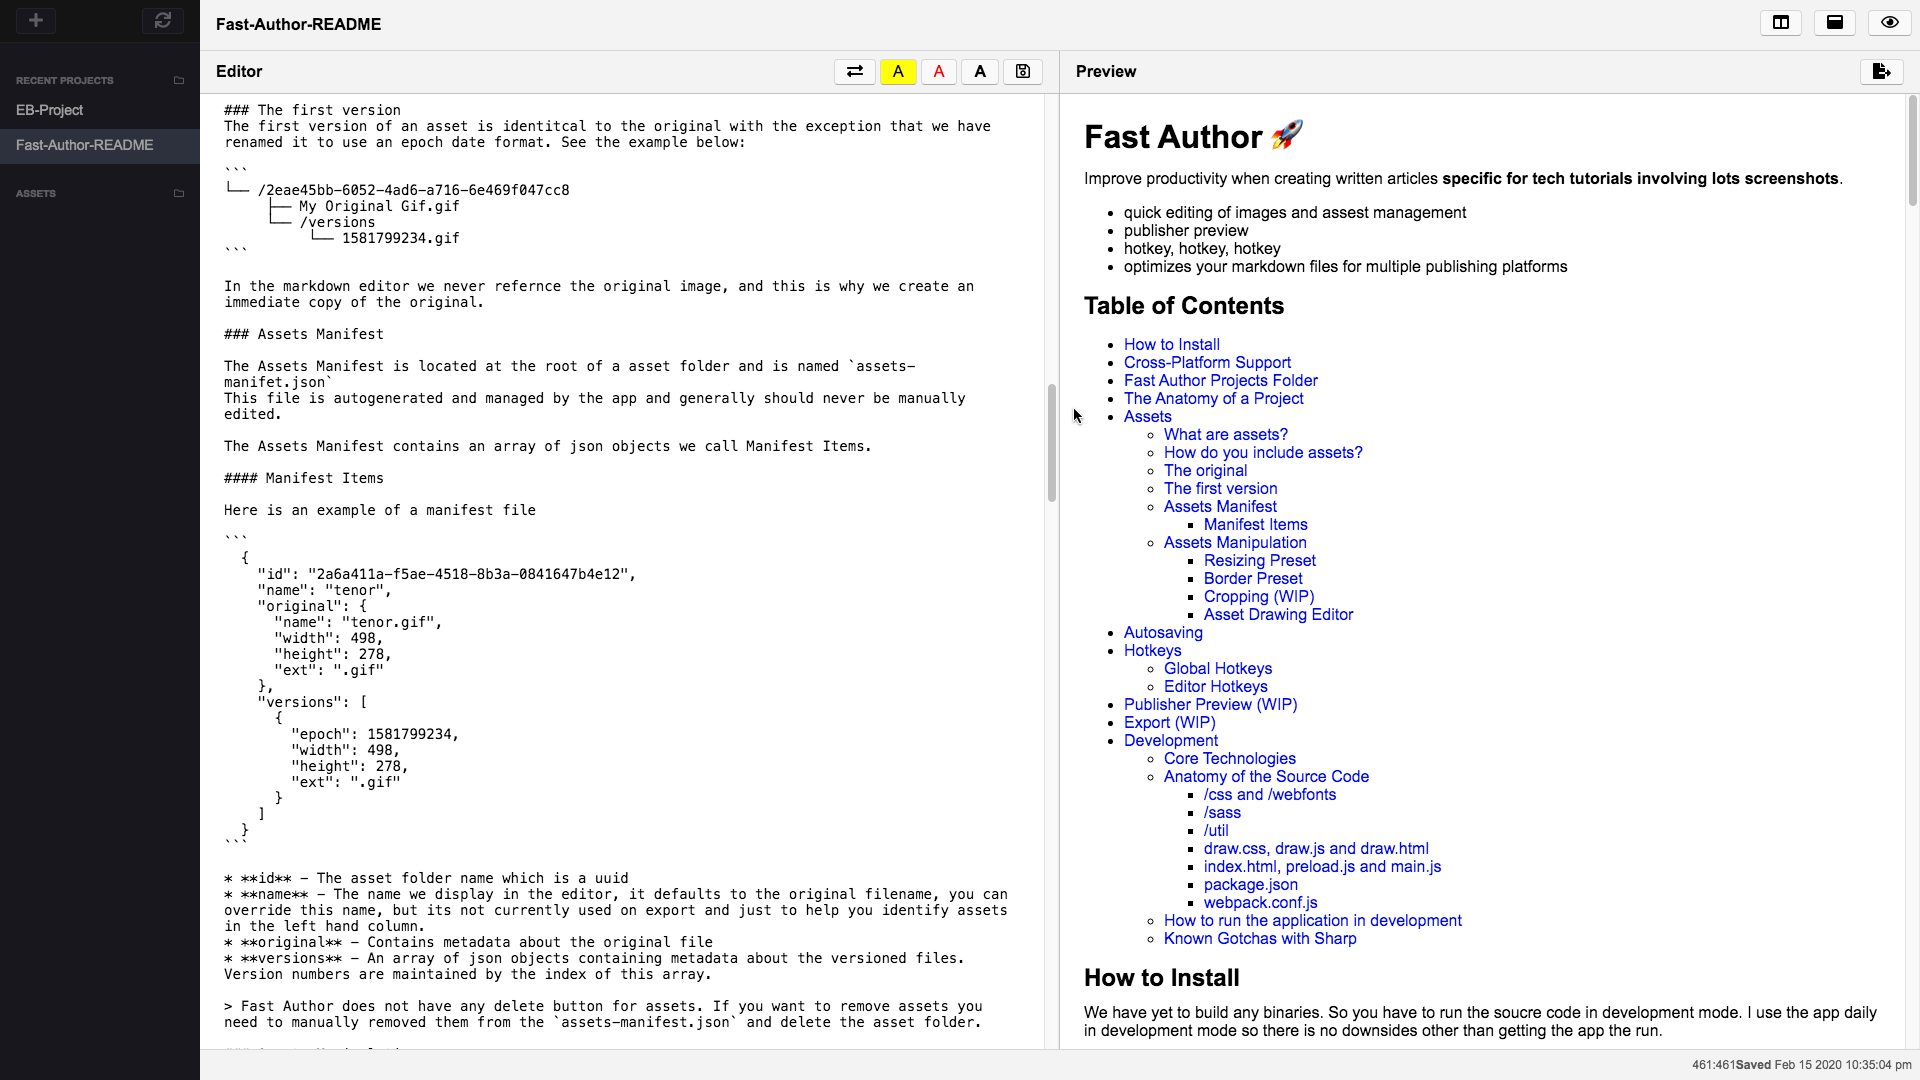 Fast-Author-README
RECENT PROJECTS
EB-Project
Fast-Author-README
ASSETS
Editor
A
A
A
### The first version
The first version of an asset is identitcal to the original with the exception that we have
renamed it to use an epoch date format. See the example below:
```
└── /2eae45bb-6052-4ad6-a716-6e469f047cc8
├── My Original Gif.gif
└── /versions
└── 1581799234.gif
```
In the markdown editor we never refernce the original image, and this is why we create an
immediate copy of the original.
### Assets Manifest
The Assets Manifest is located at the root of a asset folder and is named `assets-
manifet.json`
This file is autogenerated and managed by the app and generally should never be manually
edited.
The Assets Manifest contains an array of json objects we call Manifest Items.
#### Manifest Items
Here is an example of a manifest file
```
{
"id": "2a6a411a-f5ae-4518-8b3a-0841647b4e12",
"name": "tenor",
"original": {
"name": "tenor.gif",
"width": 498,
"height": 278,
"ext": ".gif"
},
"versions": [
{
"epoch": 1581799234,
"width": 498,
"height": 278,
"ext": ".gif"
}
]
}
```
* **id** – The asset folder name which is a uuid
* **name** – The name we display in the editor, it defaults to the original filename, you can
override this name, but its not currently used on export and just to help you identify assets
in the left hand column.
* **original** – Contains metadata about the original file
* **versions** – An array of json objects containing metadata about the versioned files.
Version numbers are maintained by the index of this array.
> Fast Author does not have any delete button for assets. If you want to remove assets you
need to manually removed them from the `assets-manifest.json` and delete the asset folder.
Preview
Fast Author 🚀
Improve productivity when creating written articles specific for tech tutorials involving lots screenshots.
• quick editing of images and assest management
• publisher preview
• hotkey, hotkey, hotkey
• optimizes your markdown files for multiple publishing platforms
Table of Contents
• How to Install
• Cross-Platform Support
• Fast Author Projects Folder
• The Anatomy of a Project
• Assets
◦ What are assets?
◦ How do you include assets?
◦ The original
◦ The first version
◦ Assets Manifest
▪ Manifest Items
◦ Assets Manipulation
▪ Resizing Preset
▪ Border Preset
▪ Cropping (WIP)
▪ Asset Drawing Editor
• Autosaving
• Hotkeys
◦ Global Hotkeys
◦ Editor Hotkeys
• Publisher Preview (WIP)
• Export (WIP)
• Development
◦ Core Technologies
◦ Anatomy of the Source Code
▪ /css and /webfonts
▪ /sass
▪ /util
▪ draw.css, draw.js and draw.html
▪ index.html, preload.js and main.js
▪ package.json
▪ webpack.conf.js
◦ How to run the application in development
◦ Known Gotchas with Sharp
How to Install
We have yet to build any binaries. So you have to run the soucre code in development mode. I use the app daily
in development mode so there is no downsides other than getting the app the run.
461:461Saved Feb 15 2020 10:35:04 pm